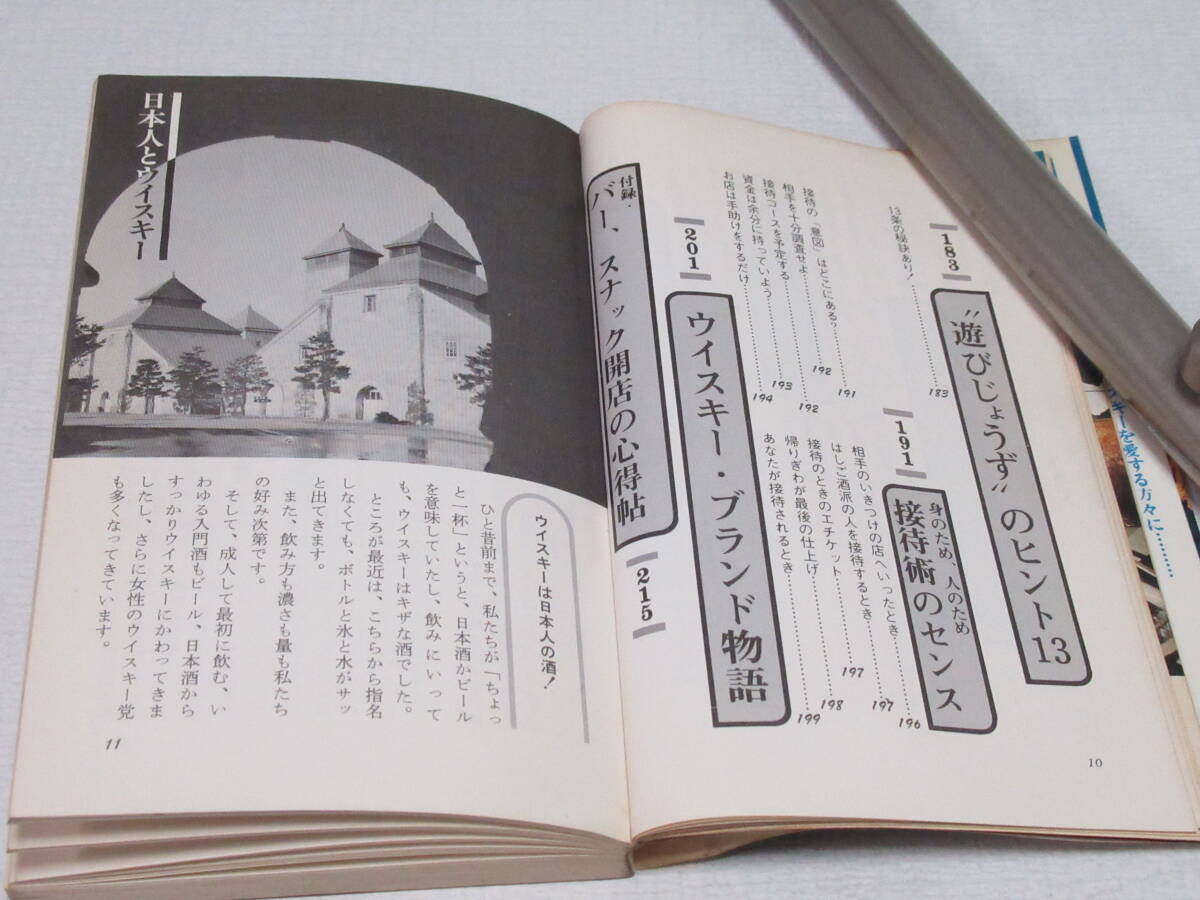 183
“遊びじょうず”のヒント13
13条の秘訣あり!……183
191
身のため、人のため
接待術のセンス
接待の「意図」はどこにある?……191
相手を十分調査せよ……192
接待コースを予定する……192
資金は余分に持っていよう……193
お店は手助けをするだけ……194
相手のいきつけの店へいったとき……196
はしご酒派の人を接待するとき……197
接待のときのエチケット……197
帰りぎわが最後の仕上げ……198
あなたが接待されるとき……199
201
ウイスキー・ブランド物語
付録・
バー、スナック開店の心得帖
215
10
日本人とウイスキー
ウイスキーは日本人の酒!
ひと昔前まで、私たちが「ちょっ
と一杯」というと、日本酒かビール
を意味していたし、飲みにいって
も、ウイスキーはキザな酒でした。
ところが最近は、こちらから指名
しなくても、ボトルと氷と水がサッ
と出てきます。
また、飲み方も濃さも量も私たち
の好み次第です。
そして、成人して最初に飲む、い
わゆる入門酒もビール、日本酒から
すっかりウイスキーにかわってきま
したし、さらに女性のウイスキー党
も多くなってきています。
11
スキーを愛する方々に………